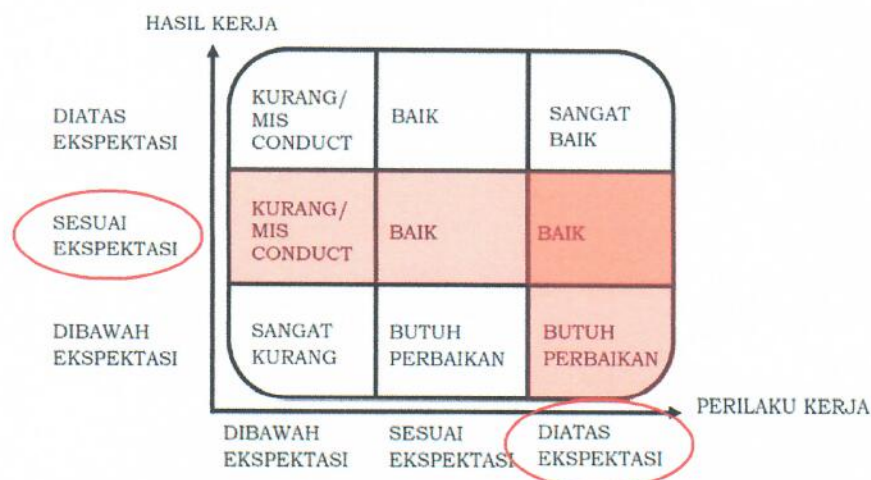 HASIL KERJA
DIATAS
EKSPEKTASI
KURANG/
MIS
CONDUCT
BAIK
SANGAT
BAIK
SESUAI
EKSPEKTASI
KURANG/
MIS
CONDUCT
BAIK
BAIK
DIBAWAH
EKSPEKTASI
SANGAT
KURANG
BUTUH
PERBAIKAN
BUTUH
PERBAIKAN
PERILAKU KERJA
DIBAWAH
EKSPEKTASI
SESUAI
EKSPEKTASI
DIATAS
EKSPEKTASI